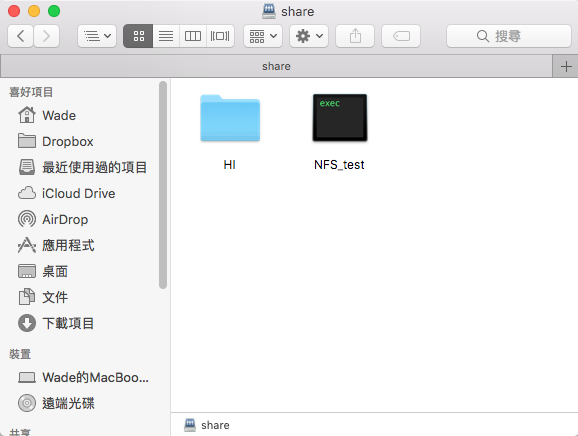 share
搜尋
share
喜好項目
Wade
Dropbox
最近使用過的項目
iCloud Drive
AirDrop
應用程式
桌面
文件
下載項目
裝置
Wade的MacBoo...
遠端光碟
共享
exec
HI
NFS_test
share